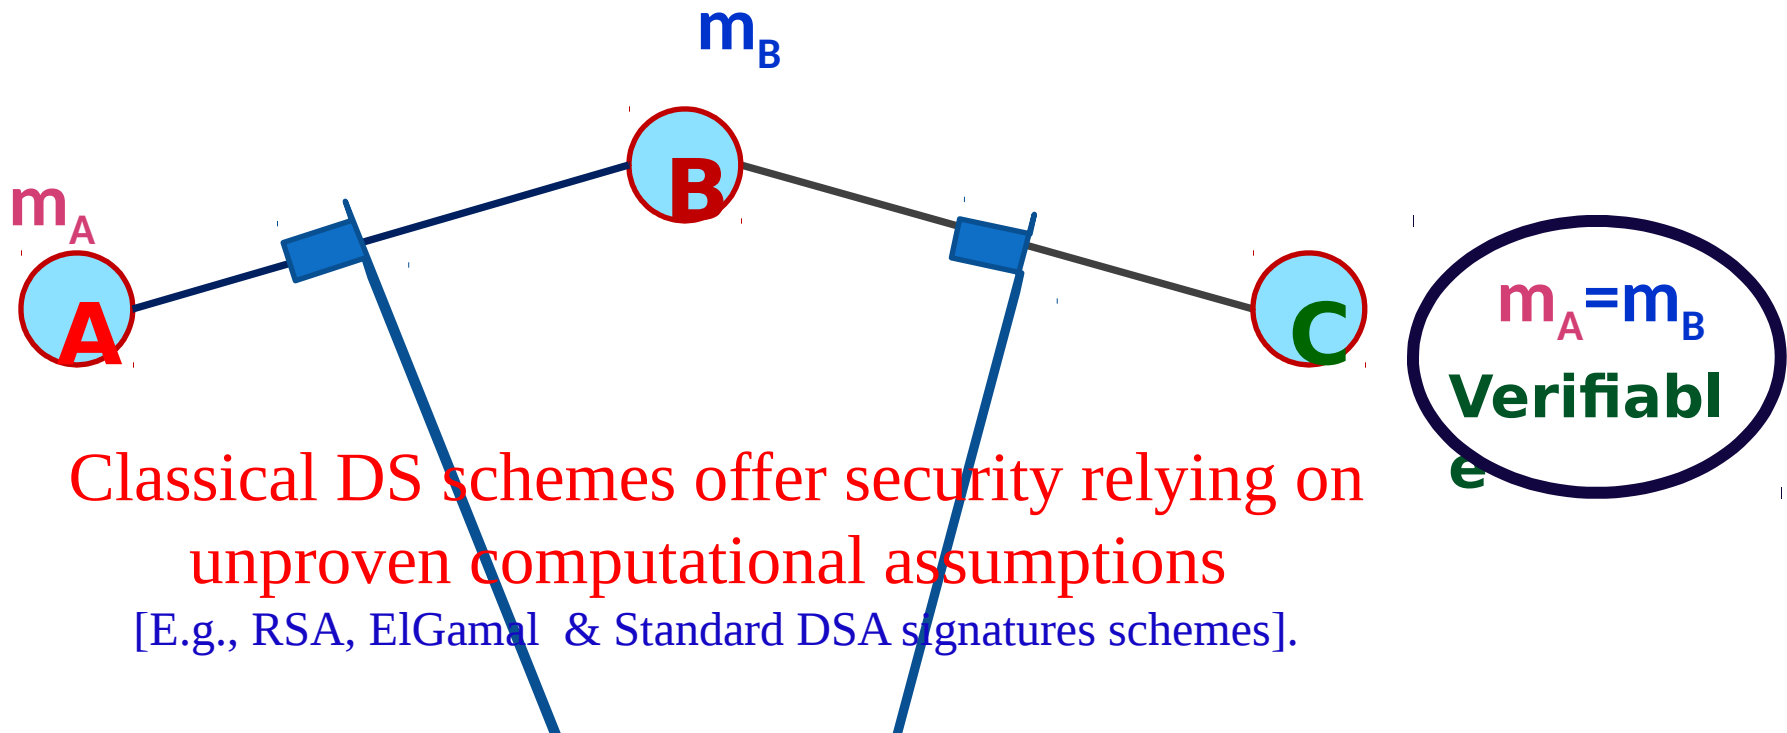 mB
mA
B
A
C
mA=mB
Verifiabl
e
Classical DS schemes offer security relying on
unproven computational assumptions
[E.g., RSA, ElGamal & Standard DSA signatures schemes].